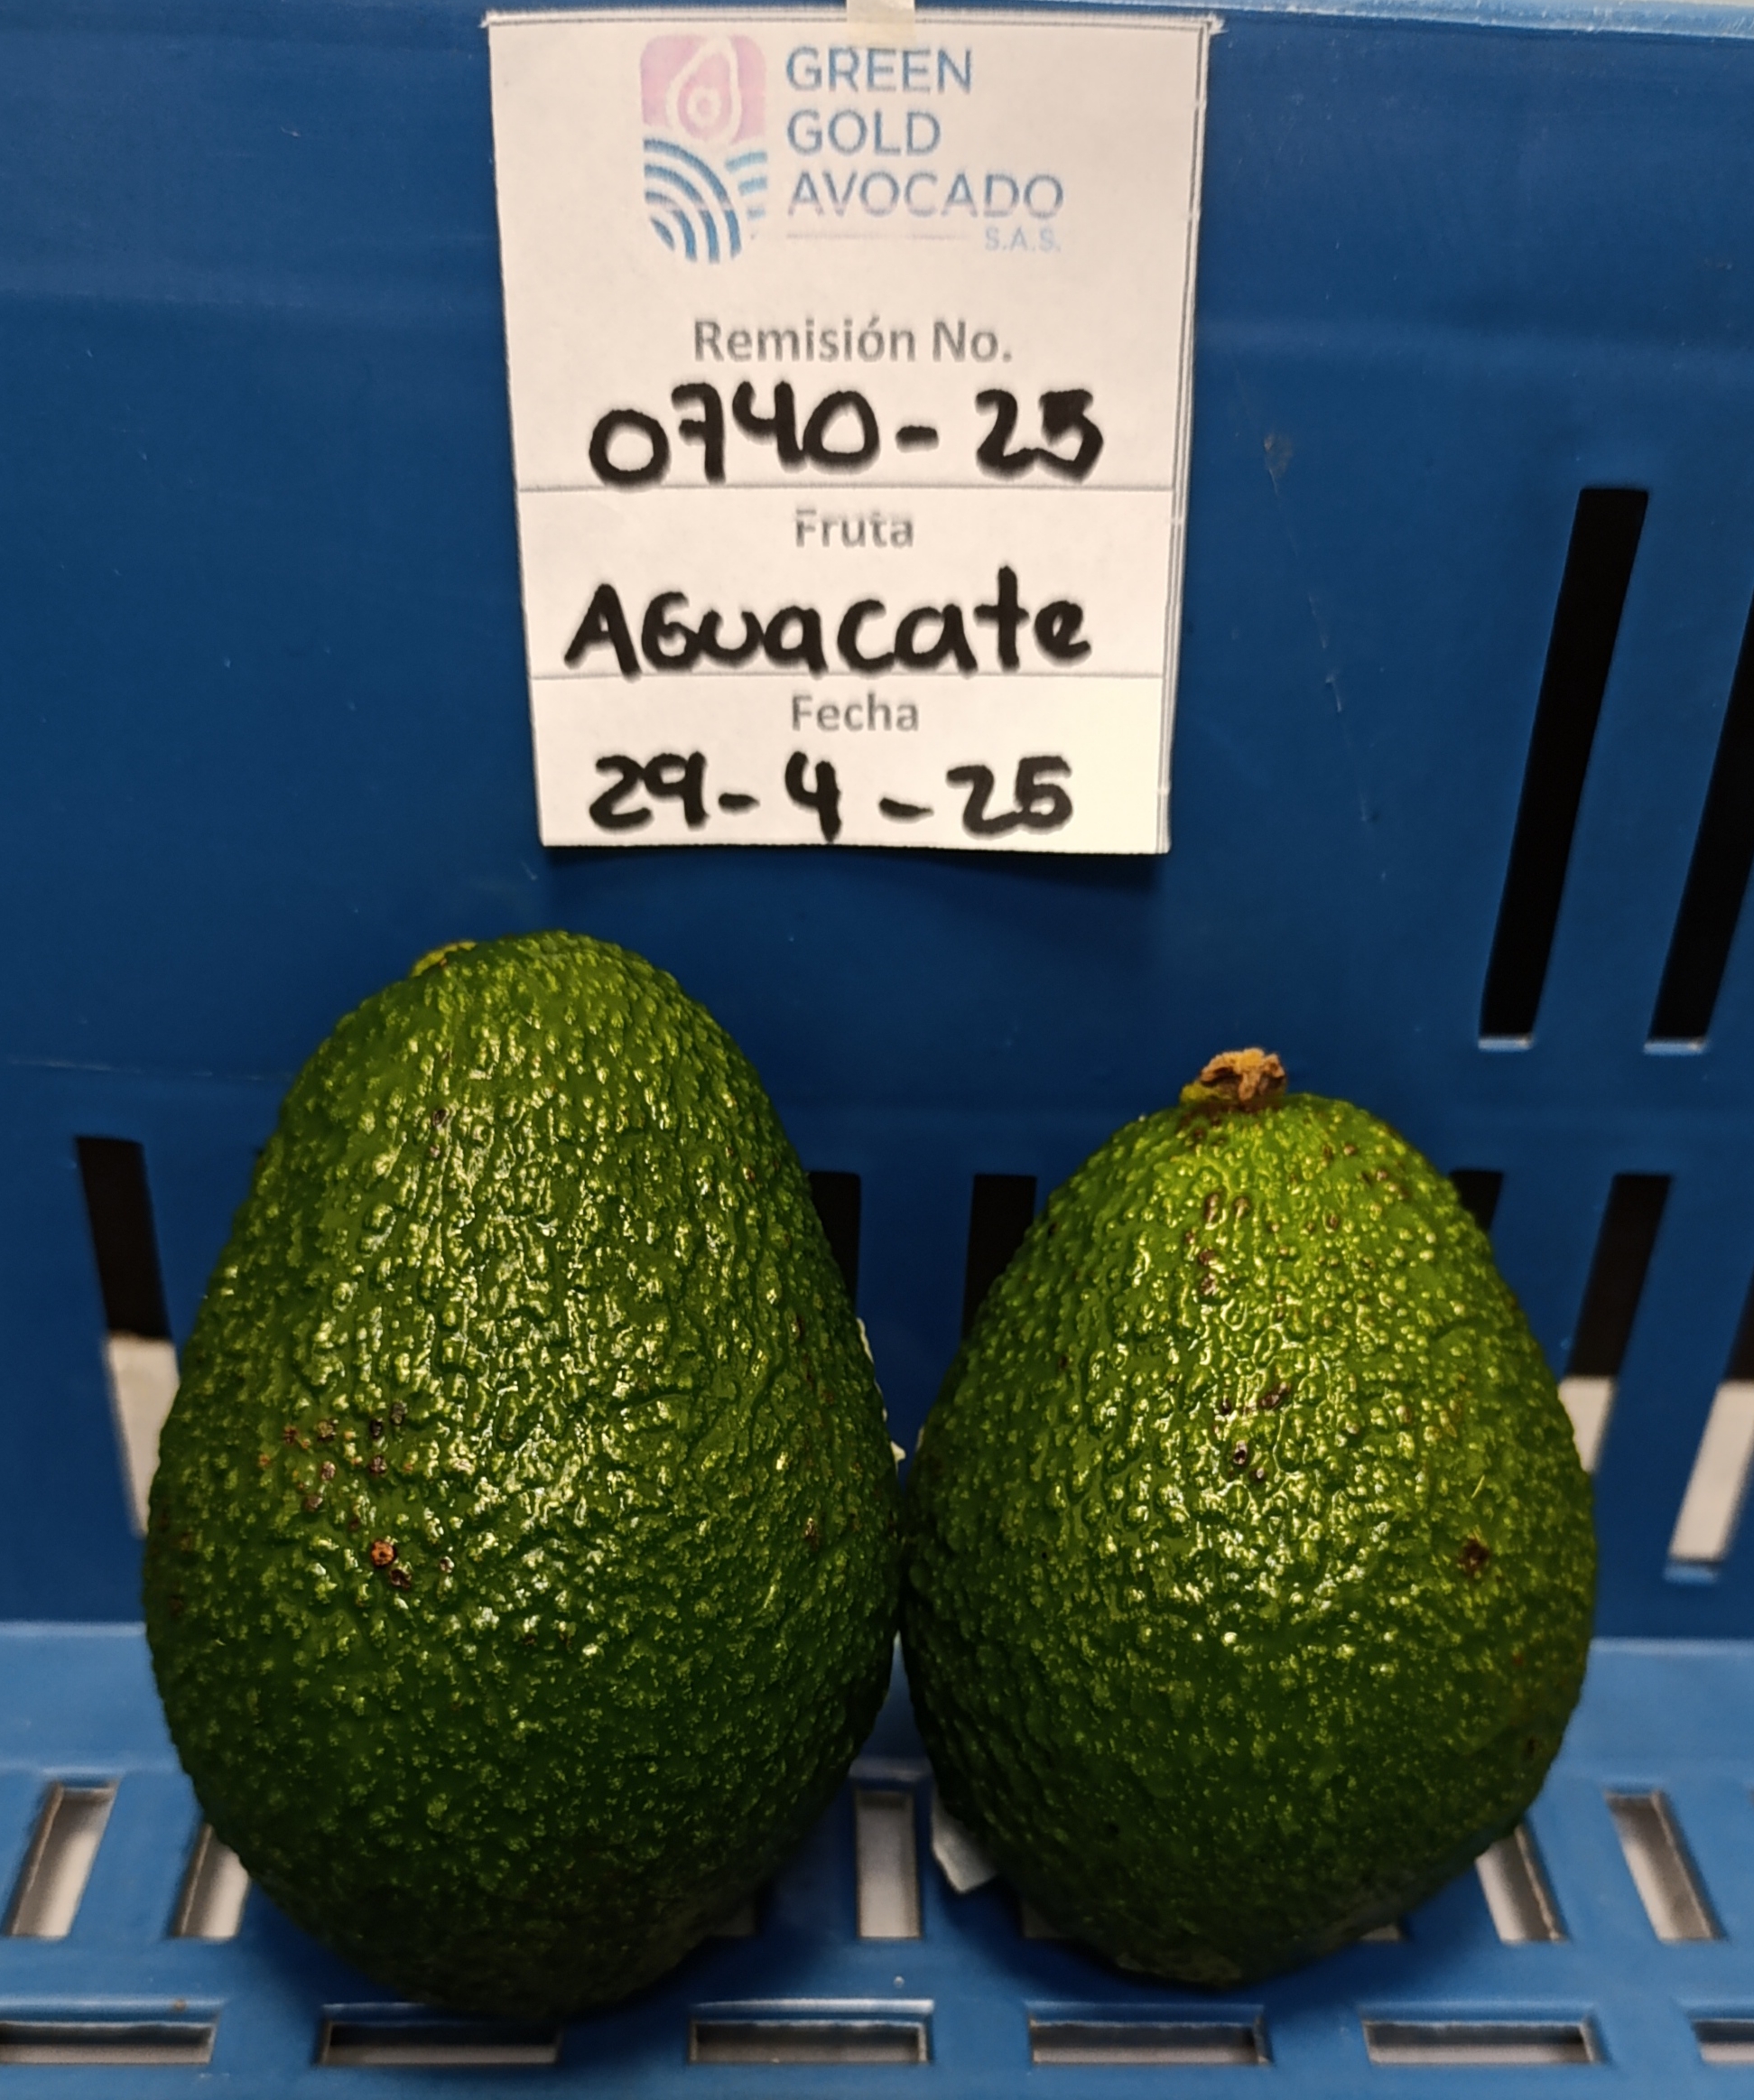 GREEN
GOLD
AVOCADO
S.A.S.
Remisión No.
0740-25
Fruta
AGuacate
Fecha
29-4-25